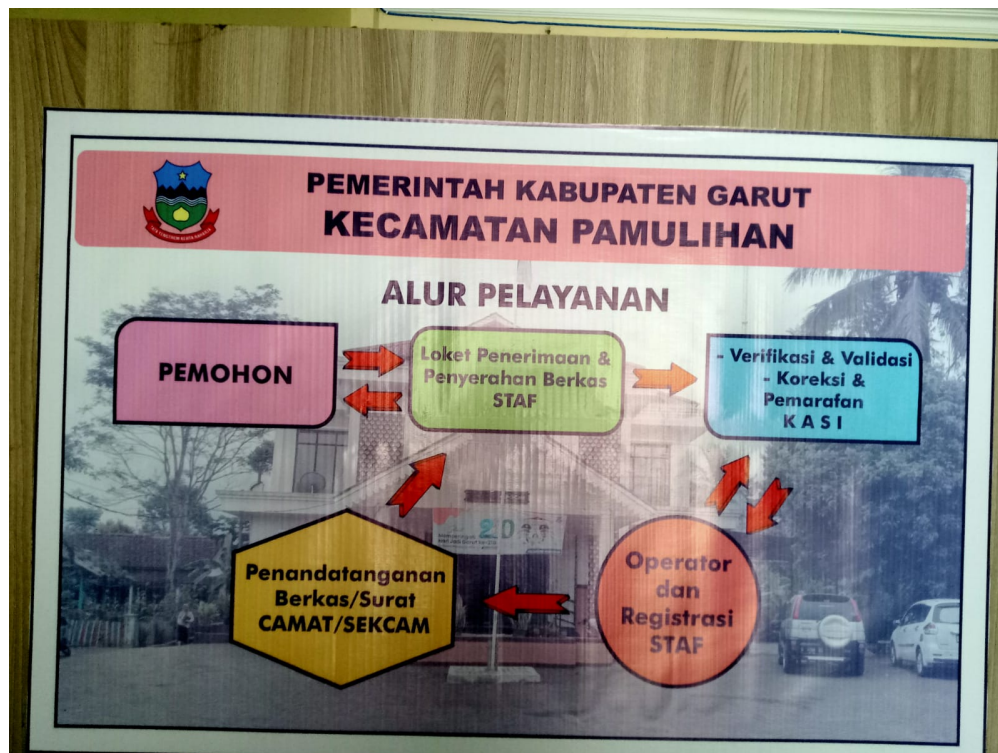 PEMERINTAH KABUPATEN GARUT
KECAMATAN PAMULIHAN
ALUR PELAYANAN
PEMOHON
Loket Penerimaan &
Penyerahan Berkas
STAF
- Verifikasi & Validasi
- Koreksi &
Pemarafan
K A S I
Operator
dan
Registrasi
STAF
Penandatanganan
Berkas/Surat
CAMAT/SEKCAM